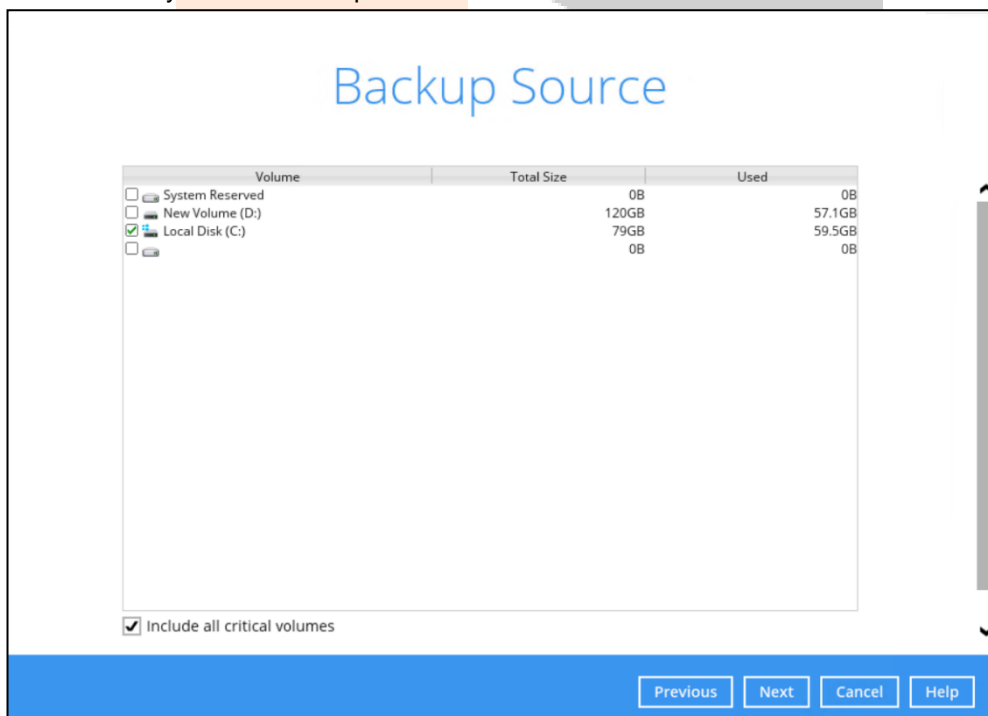 Backup Source
Volume Total Size Used
System Reserved 0B 0B
New Volume (D:) 120GB 57.1GB
Local Disk (C:) 79GB 59.5GB
0B 0B
Include all critical volumes
Previous Next Cancel Help